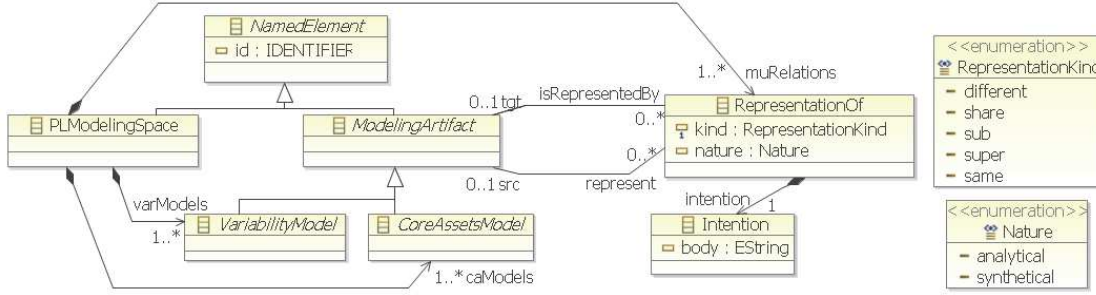 NamedElement
id : IDENTIFIER
1..*
muRelations
<<enumeration>>
RepresentationKind
different
share
sub
super
same
PLModelingSpace
ModelingArtifact
0..1
tgt
isRepresentedBy
0..*
RepresentationOf
kind : RepresentationKind
nature : Nature
0..*
0..1
src
represent
varModels
1..*
VariabilityModel
CoreAssetsModel
1..*
caModels
intention
1
Intention
body : EString
<<enumeration>>
Nature
analytical
synthetical